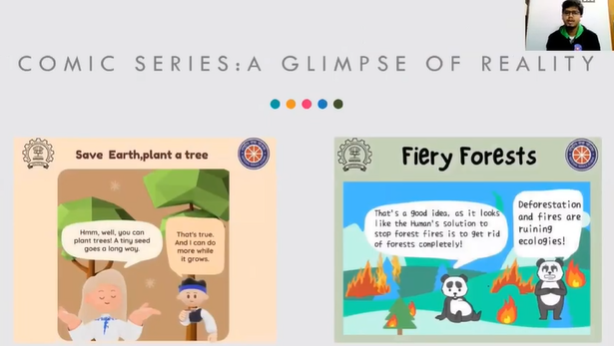 COMIC SERIES:A GLIMPSE OF REALITY
Save Earth,plant a tree
Hmm, well, you can
plant trees! A tiny seed
goes a long way.
That's true.
And I can do
more while
it grows.
Fiery Forests
That's a good idea, as it looks
like the Human's solution to
stop forest fires is to get rid
of forests completely!
Deforestation
and fires are
ruining
ecologies!